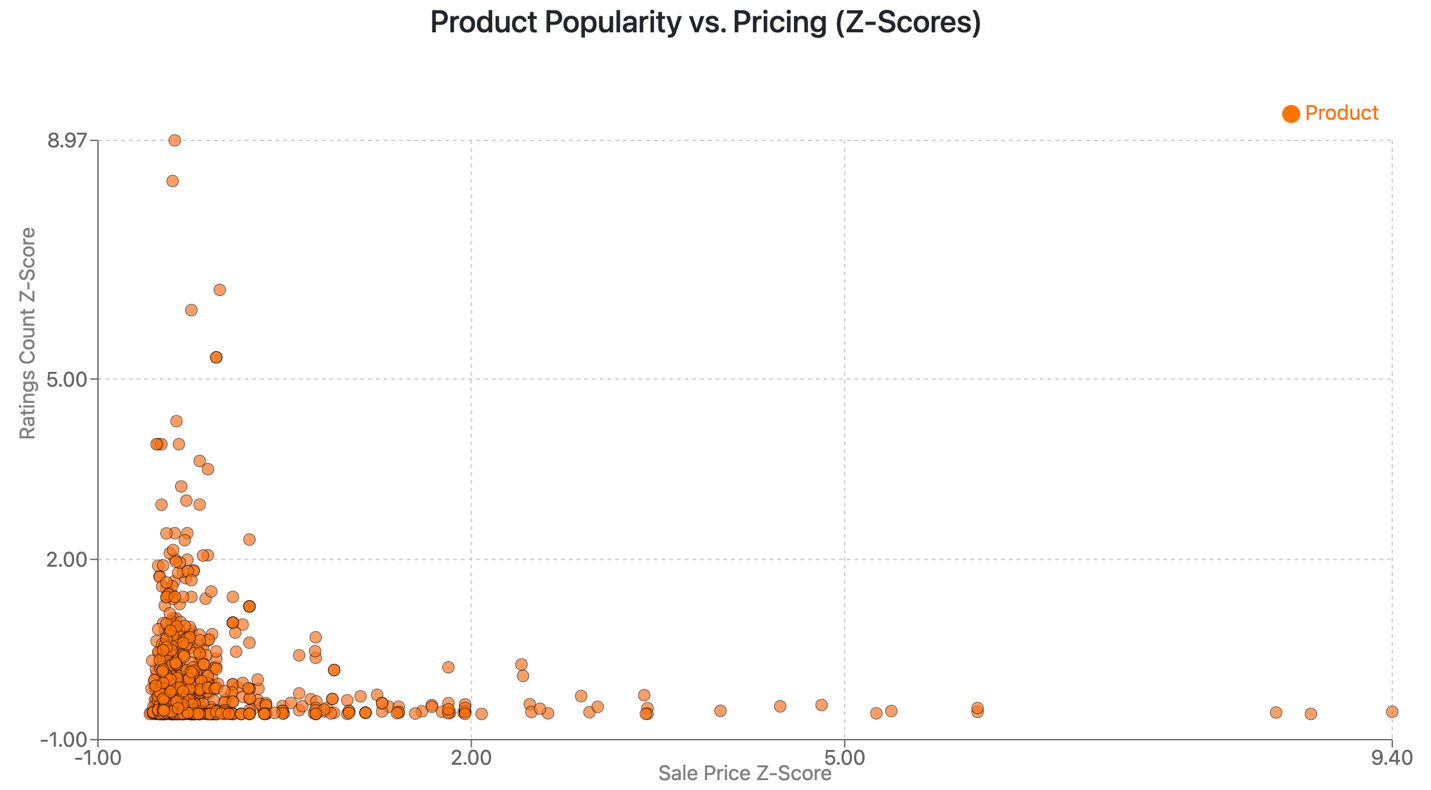 Product Popularity vs. Pricing (Z-Scores)
Product
8.97
5.00
2.00
-1.00
Ratings Count Z-Score
-1.00
2.00
5.00
9.40
Sale Price Z-Score